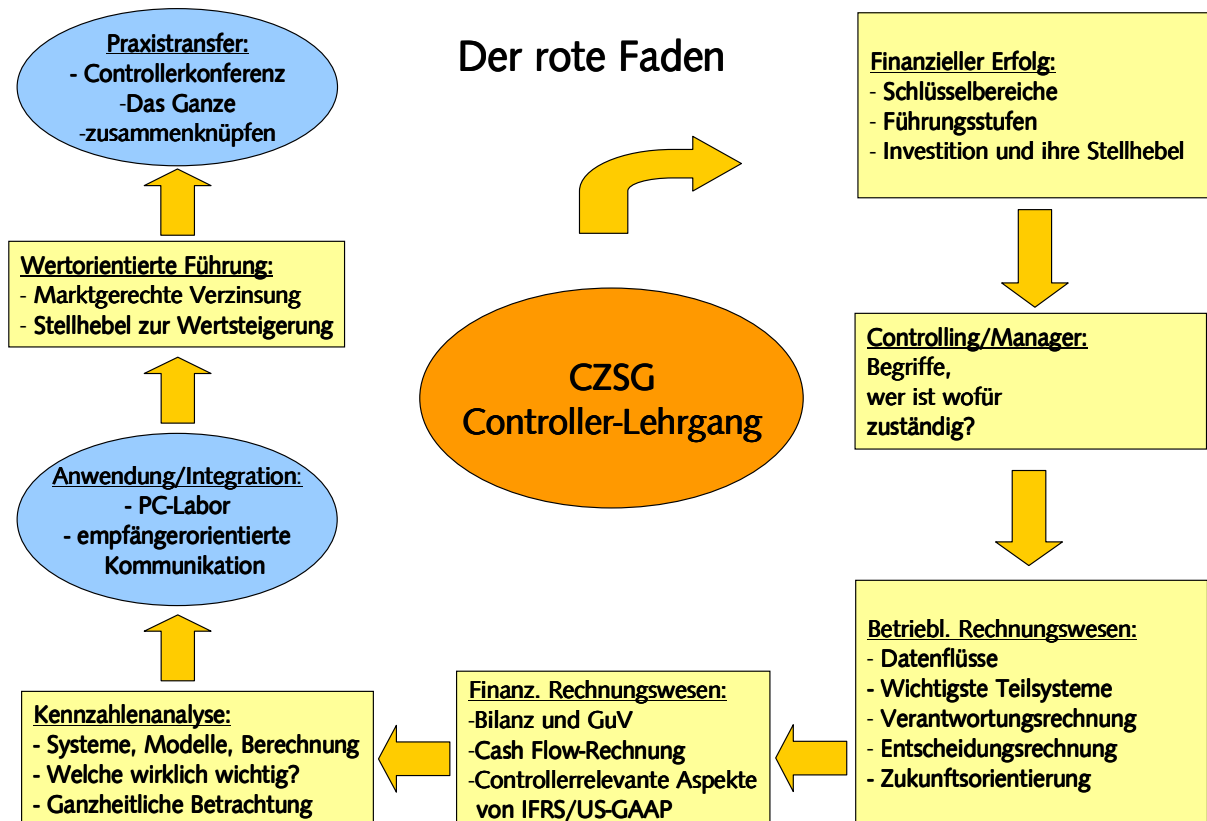 Der rote Faden
CZSG
Controller-Lehrgang
Finanzieller Erfolg:
- Schlüsselbereiche
- Führungsstufen
- Investition und ihre Stellhebel
Controlling/Manager:
Begriffe,
wer ist wofür
zuständig?
Betriebl. Rechnungswesen:
- Datenflüsse
- Wichtigste Teilsysteme
- Verantwortungsrechnung
- Entscheidungsrechnung
- Zukunftsorientierung
Finanz. Rechnungswesen:
-Bilanz und GuV
-Cash Flow-Rechnung
-Controllerrelevante Aspekte
von IFRS/US-GAAP
Kennzahlenanalyse:
- Systeme, Modelle, Berechnung
- Welche wirklich wichtig?
- Ganzheitliche Betrachtung
Anwendung/Integration:
- PC-Labor
- empfängerorientierte
Kommunikation
Wertorientierte Führung:
- Marktgerechte Verzinsung
- Stellhebel zur Wertsteigerung
Praxistransfer:
- Controllerkonferenz
-Das Ganze
-zusammenknüpfen